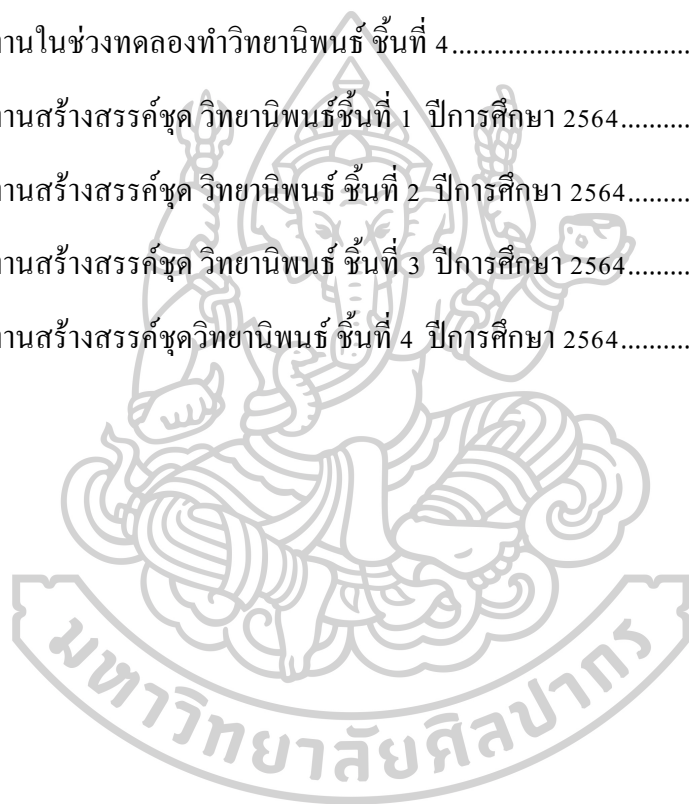 านในช่วงทดลองทำวิทยานิพนธ์ ชิ้นที่ 4.................................
านสร้างสรรค์ชุด วิทยานิพนธ์ชิ้นที่ 1 ปีการศึกษา 2564..........
านสร้างสรรค์ชุด วิทยานิพนธ์ ชิ้นที่ 2 ปีการศึกษา 2564.........
านสร้างสรรค์ชุด วิทยานิพนธ์ ชิ้นที่ 3 ปีการศึกษา 2564.........
านสร้างสรรค์ชุดวิทยานิพนธ์ ชิ้นที่ 4 ปีการศึกษา 2564..........
มหาวิทยาลัยศิลปากร